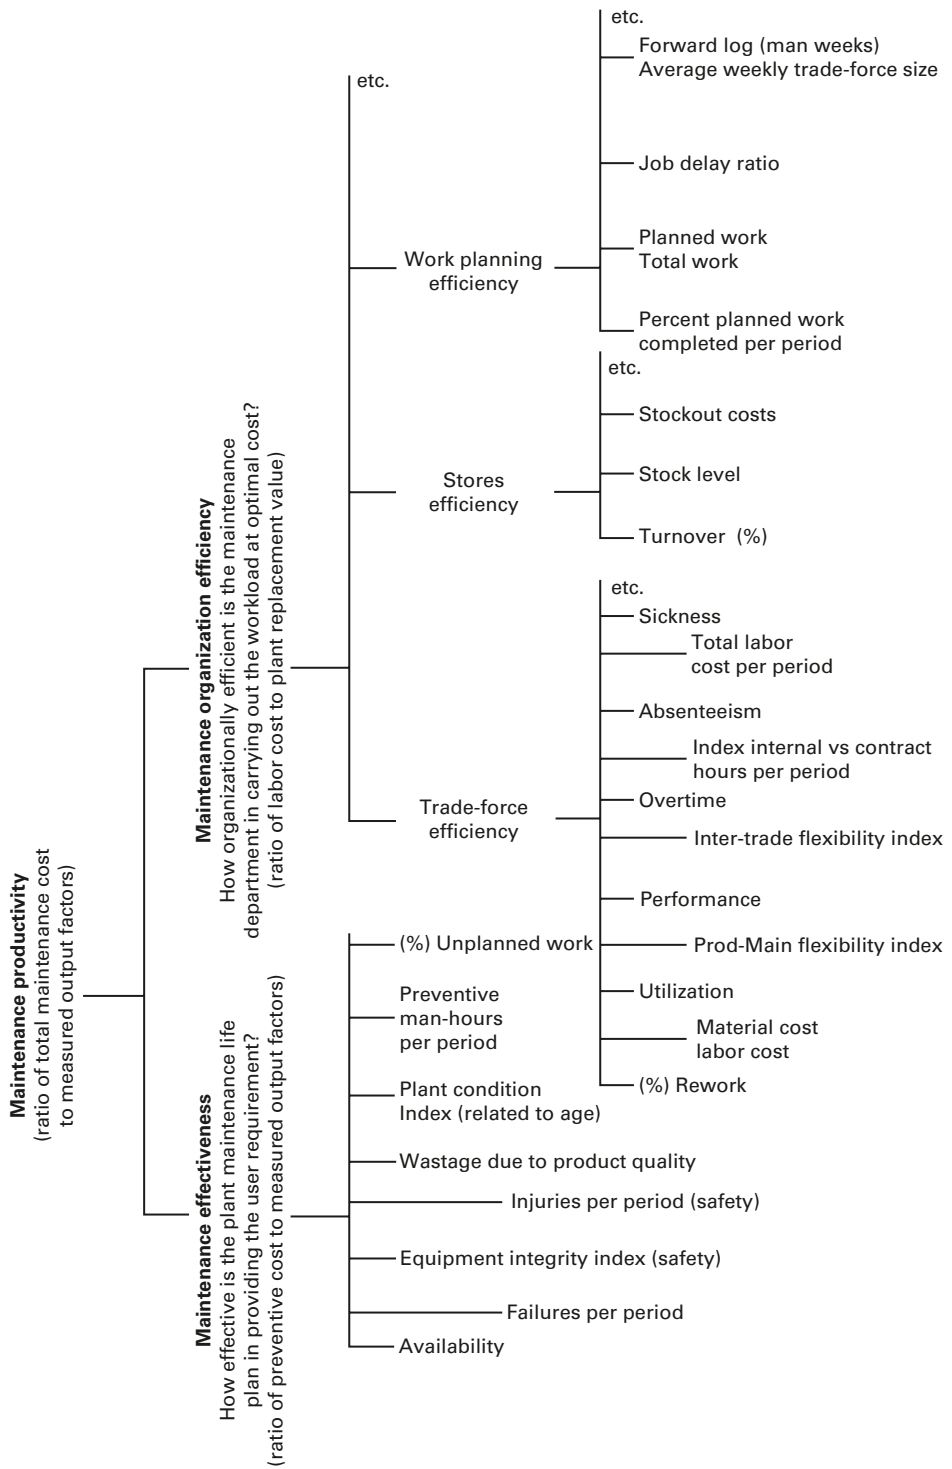 Maintenance productivity
(ratio of total maintenance cost
to measured output factors)
Maintenance organization efficiency
How organizationally efficient is the maintenance
department in carrying out the workload at optimal cost?
(ratio of labor cost to plant replacement value)
etc.
Work planning
efficiency
etc.
Forward log (man weeks)
Average weekly trade-force size
Job delay ratio
Planned work
Total work
Percent planned work
completed per period
Stores
efficiency
etc.
Stockout costs
Stock level
Turnover (%)
Trade-force
efficiency
etc.
Sickness
Total labor
cost per period
Absenteeism
Index internal vs contract
hours per period
Overtime
Inter-trade flexibility index
Performance
Prod-Main flexibility index
Utilization
Material cost
labor cost
(%) Rework
Maintenance effectiveness
How effective is the plant maintenance life
plan in providing the user requirement?
(ratio of preventive cost to measured output factors)
(%) Unplanned work
Preventive
man-hours
per period
Plant condition
Index (related to age)
Wastage due to product quality
Injuries per period (safety)
Equipment integrity index (safety)
Failures per period
Availability